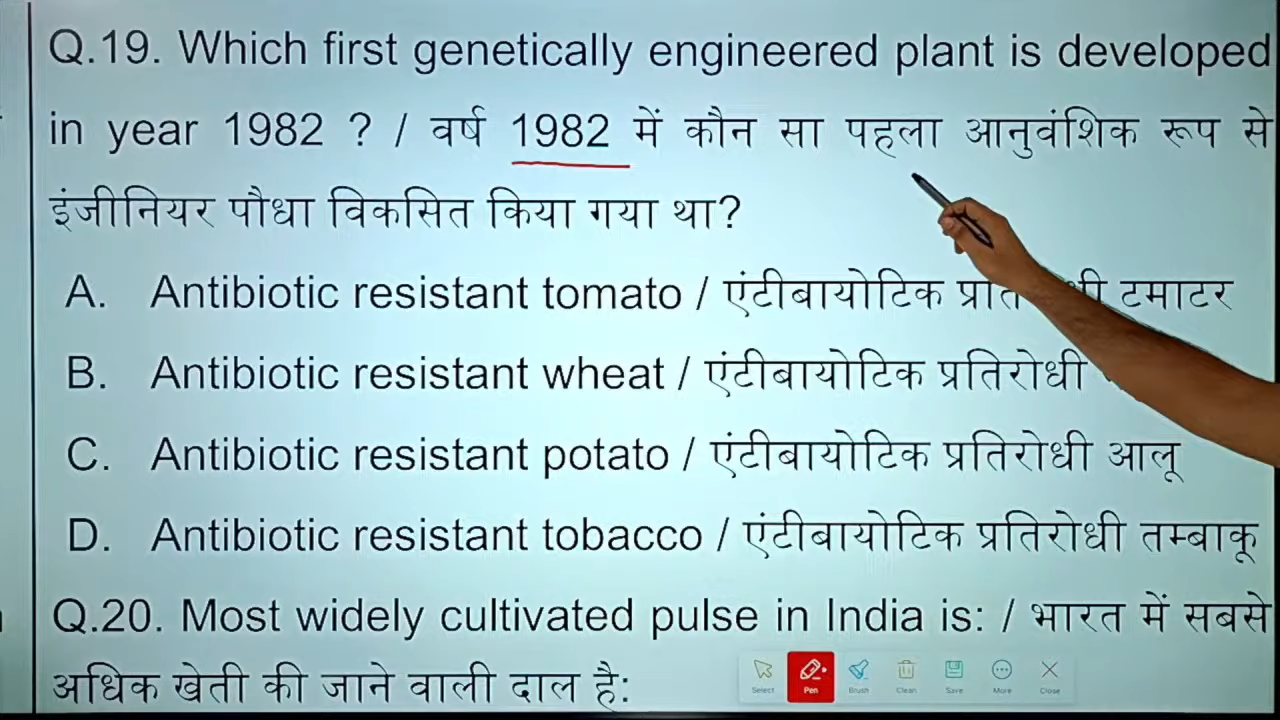 Q.19. Which first genetically engineered plant is developed
in year 1982 ? / वर्ष 1982 में कौन सा पहला आनुवंशिक रूप से
इंजीनियर पौधा विकसित किया गया था?
A. Antibiotic resistant tomato / एंटीबायोटिक टमाटर
B. Antibiotic resistant wheat / एंटीबायोटिक प्रतिरोधी
C. Antibiotic resistant potato / एंटीबायोटिक प्रतिरोधी आलू
D. Antibiotic resistant tobacco / एंटीबायोटिक प्रतिरोधी तम्बाकू
Q.20. Most widely cultivated pulse in India is: / भारत में सबसे
अधिक खेती की जाने वाली दाल है:
Select Pen Brush Clean Save More Close